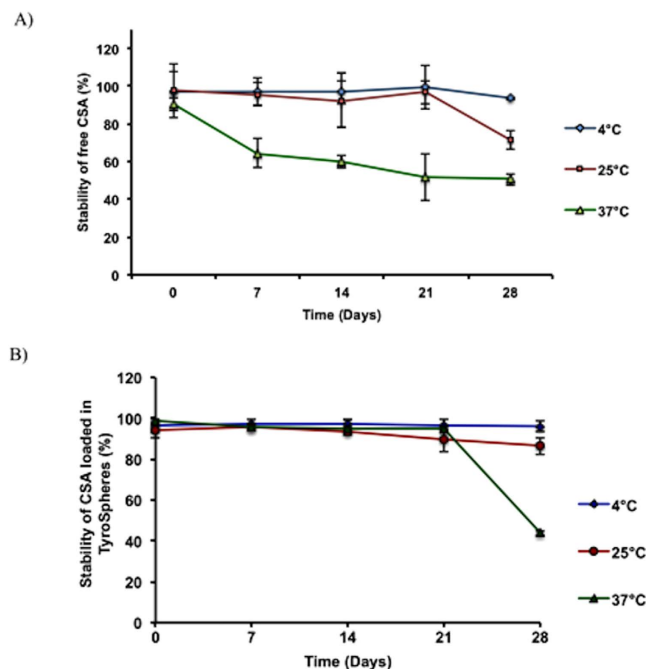 A)
Stability of free CSA (%)
120
100
80
60
40
20
0
0 7 14 21 28
Time (Days)
4°C
25°C
37°C
B)
Stability of CSA loaded in
TyroSpheres (%)
120
100
80
60
40
20
0
0 7 14 21 28
Time (Days)
4°C
25°C
37°C